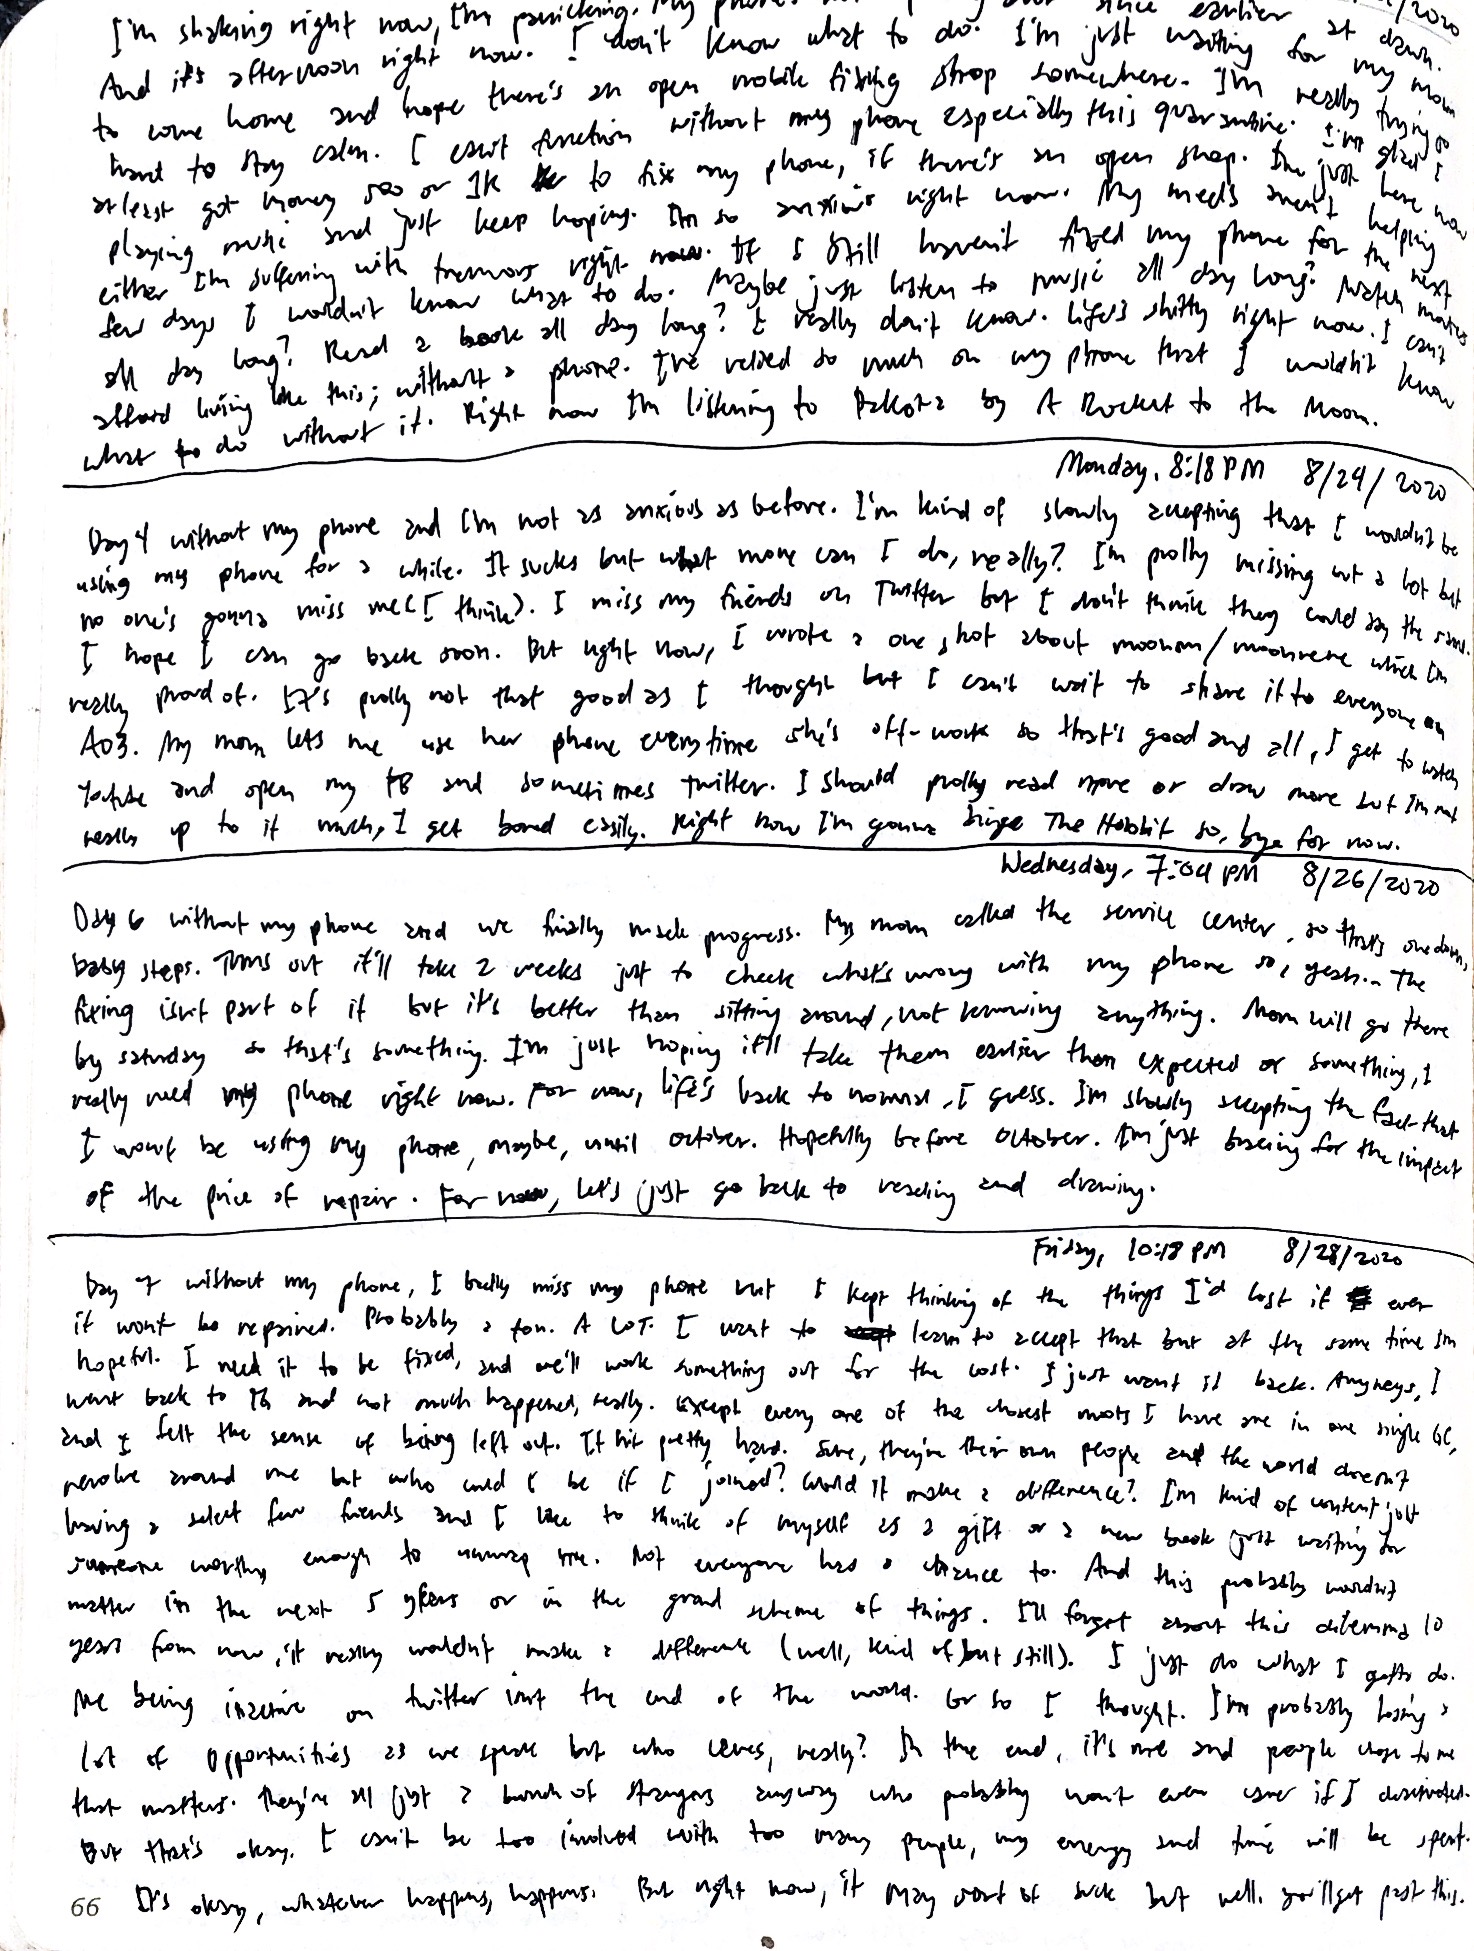 /2020
I'm shaking right now, I'm panicking. My phone's not ever since earlier at dawn.
And it's afternoon right now. I don't know what to do. I'm just waiting for my mom
to come home and hope there's an open mobile fixing shop somewhere. I'm really trying so
hard to stay calm. I can't function without my phone especially this quarantine. I'm glad I
atleast got money 500 or 1K to fix my phone, if there's an open shop. I'm just here now
playing music and just keep hoping. I'm so anxious right now. My meds aren't helping
either I'm suffering with tremors right now. If I still haven't fixed my phone for the next
few days I wouldn't know what to do. Maybe just listen to music all day long? Watch movies
all day long? Read a book all day long? I really don't know. Life's shitty right now. I can't
afford living like this; without a phone. I've relied so much on my phone that I wouldn't know
what to do without it. Right now I'm listening to Dakota by A Rocket to the Moon.
Monday, 8:18 PM 8/24/2020
Day 4 without my phone and I'm not as anxious as before. I'm kind of slowly accepting that I wouldn't be
using my phone for a while. It sucks but what more can I do, really? I'm prolly missing out a lot but
no one's gonna miss me (I think). I miss my friends on Twitter but I don't think they could say the same.
I hope I can go back soon. But right now, I wrote a one shot about moonsun/ which I'm
really proud of. It's prolly not that good as I thought but I can't wait to share it to everyone on
AO3. My mom lets me use her phone everytime she's off-work so that's good and all, I get to watch
Youtube and open my FB and sometimes twitter. I should prolly read more or draw more but I'm not
really up to it much, I get bored easily. Right now I'm gonna binge The Hobbit so, bye for now.
Wednesday, 7:04 PM 8/26/2020
Day 6 without my phone and we finally made progress. My mom called the service center, so that's one down,
baby steps. Turns out it'll take 2 weeks just to check what's wrong with my phone so, yeah.. The
fixing isn't part of it but it's better than sitting around, not knowing anything. Mom will go there
by saturday so that's something. I'm just hoping it'll take them earlier than expected or something, I
really need my phone right now. For now, life's back to normal, I guess. I'm slowly accepting the fact that
I won't be using my phone, maybe, until october. Hopefully before october. I'm just bracing for the impact
of the price of repair. For now, let's just go back to reading and drawing.
Friday, 10:18 PM 8/28/2020
Day 7 without my phone, I badly miss my phone but I kept thinking of the things I'd lost if ever
it won't be repaired. Probably a ton. A LOT. I want to learn to accept that but at the same time I'm
hopeful. I need it to be fixed, and we'll work something out for the cost. I just want it back. Anyways, I
went back to and not much happened, really. Except every one of the closest moots I have are in one single GC,
and I felt the sense of being left out. It hit pretty hard. Sure, they're their own people and the world doesn't
revolve around me but who could I be if I joined? Would it make a difference? I'm kind of content just
having a select few friends and I like to think of myself as a gift or a new book just waiting for
someone worthy enough to unwrap me. Not everyone has a chance to. And this probably wouldn't
matter in the next 5 years or in the grand scheme of things. I'll forget about this dilemma 10
years from now, it really wouldn't make a difference (well, kind of but still). I just do what I gotta do.
Me being inactive on twitter isn't the end of the world. Or so I thought. I'm probably losing a
lot of opportunities as we speak but who cares, really? In the end, it's me and people close to me
that matters. They're all just a bunch of strangers anyway who probably won't even care if I deactivated.
But that's okay. I can't be too involved with too many people, my energy and time will be spent.
It's okay, whatever happens, happens. But right now, it may sort of suck but well, you'll get past this.
66